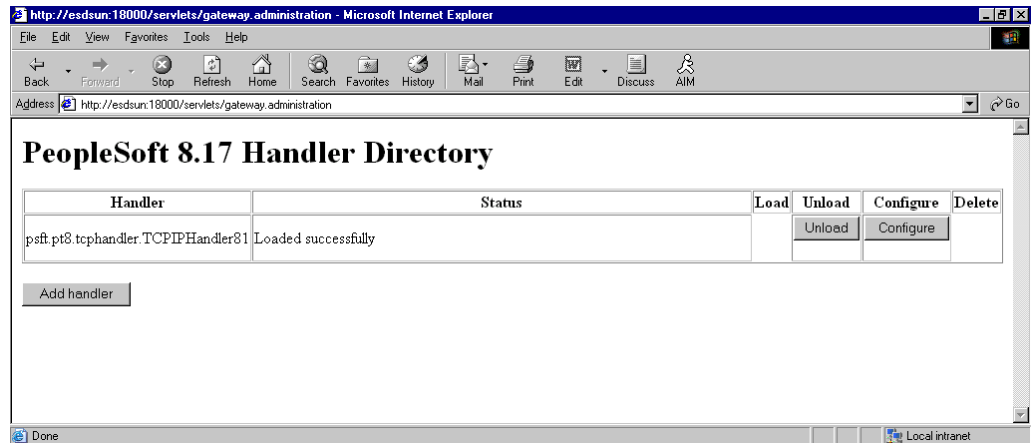 http://esdsun:18000/servlets/gateway.administration - Microsoft Internet Explorer
File Edit View Favorites Tools Help
Back Forward Stop Refresh Home Search Favorites History Mail Print Edit Discuss AIM
Address http://esdsun:18000/servlets/gateway.administration Go
PeopleSoft 8.17 Handler Directory
Handler Status Load Unload Configure Delete
psft.pt8.tcphandler.TCPIPHandler81 Loaded successfully Unload Configure
Add handler
Done Local intranet